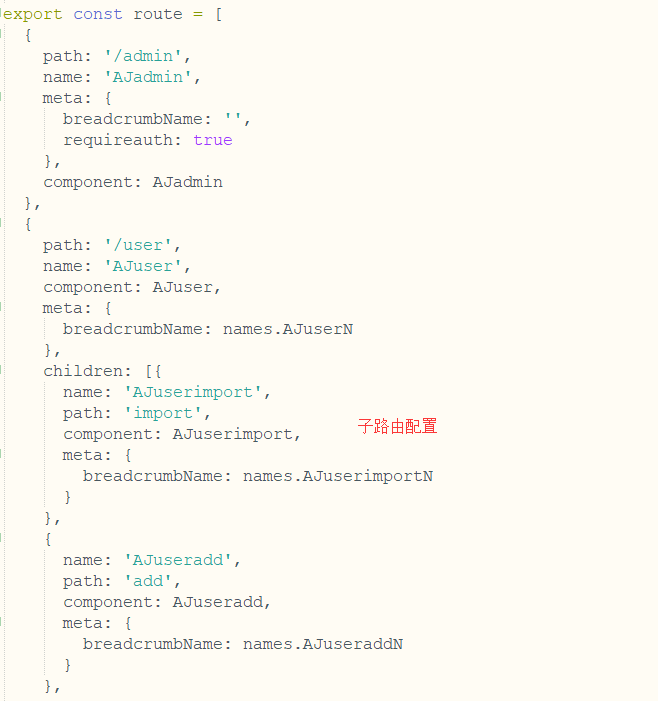 export const route = [
  {
    path: '/admin',
    name: 'AJadmin',
    meta: {
      breadcrumbName: '',
      requireauth: true
    },
    component: AJadmin
  },
  {
    path: '/user',
    name: 'AJuser',
    component: AJuser,
    meta: {
      breadcrumbName: names.AJuserN
    },
    children: [{
      name: 'AJuserimport',
      path: 'import',
      component: AJuserimport,
子路由配置
      meta: {
        breadcrumbName: names.AJuserimportN
      }
    },
    {
      name: 'AJuseradd',
      path: 'add',
      component: AJuseradd,
      meta: {
        breadcrumbName: names.AJuseraddN
      }
    },